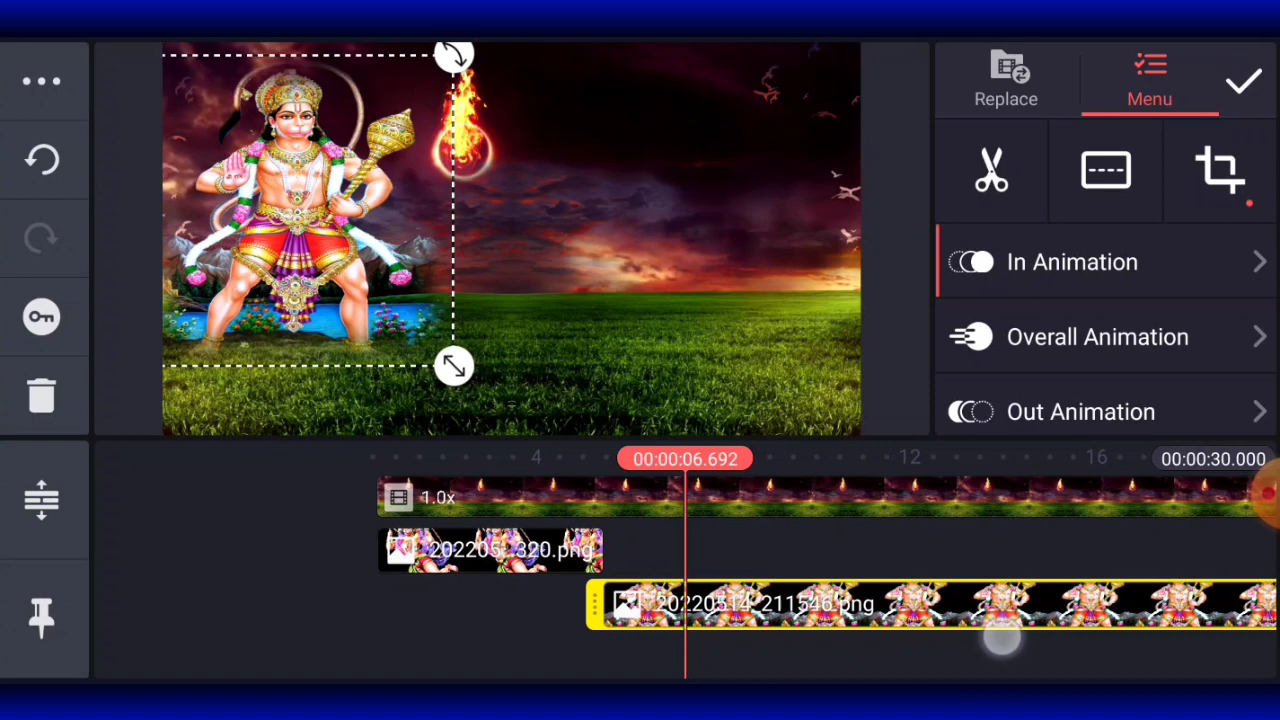 Replace
Menu
In Animation
Overall Animation
Out Animation
4
00:00:06.692
12
16
00:00:30.000
1.0x
202205
320.png
20220514_211546.png